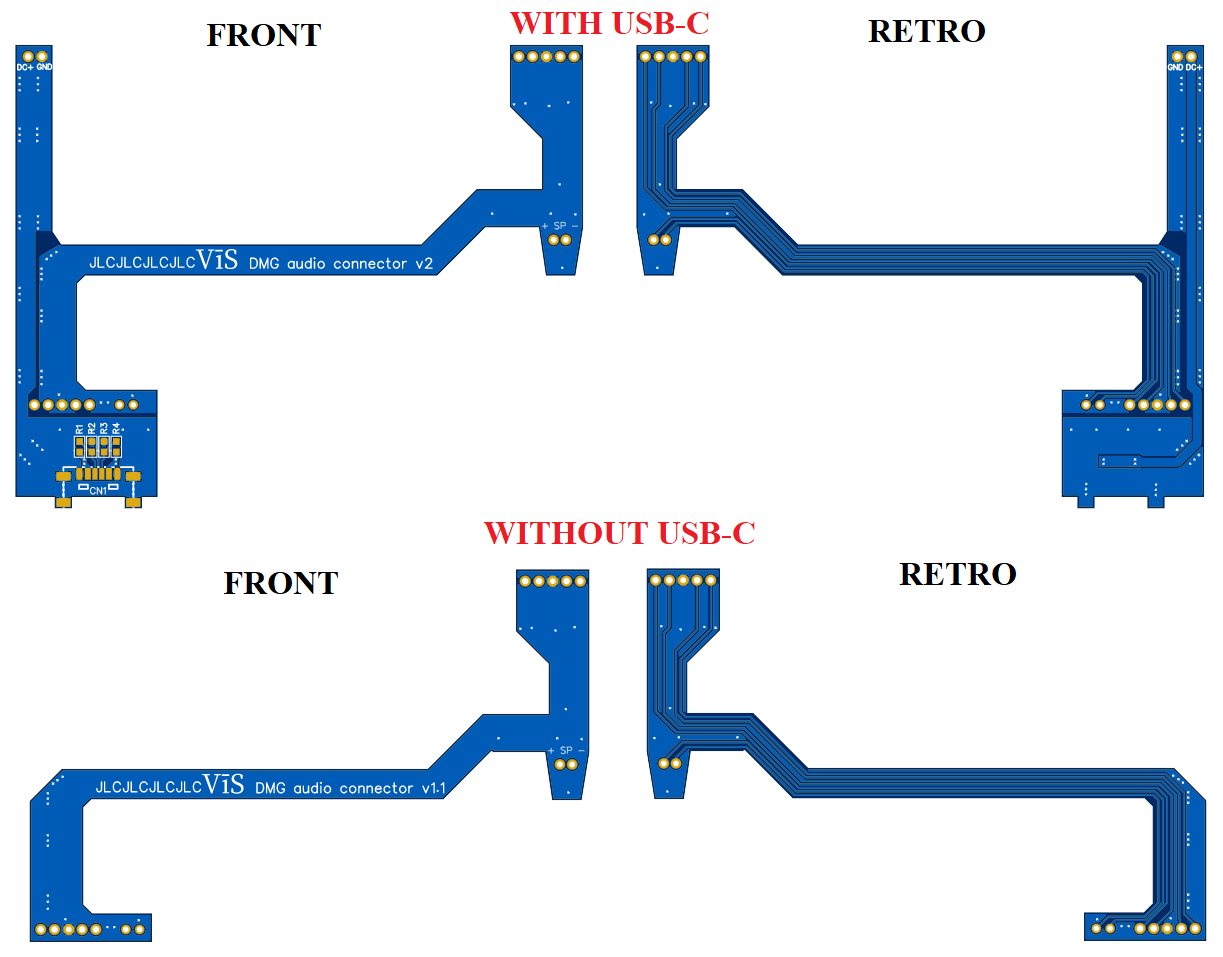 WITH USB-C
FRONT
RETRO
DC+ GND
GND DC+
+ SP -
JLCJLCJLCJLC ViS DMG audio connector v2
R1 R2 R3 R4
CN1
WITHOUT USB-C
FRONT
RETRO
+ SP -
JLCJLCJLCJLC ViS DMG audio connector v1.1